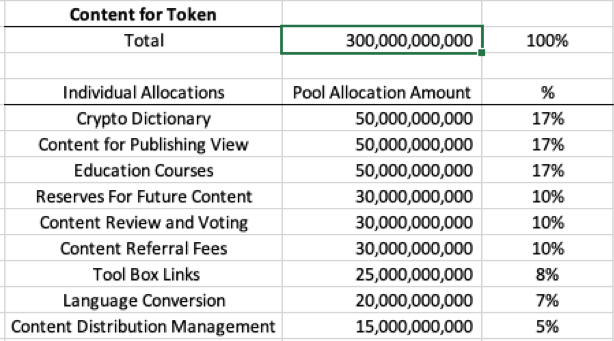 Content for Token
Total 300,000,000,000 100%
Individual Allocations Pool Allocation Amount %
Crypto Dictionary 50,000,000,000 17%
Content for Publishing View 50,000,000,000 17%
Education Courses 50,000,000,000 17%
Reserves For Future Content 30,000,000,000 10%
Content Review and Voting 30,000,000,000 10%
Content Referral Fees 30,000,000,000 10%
Tool Box Links 25,000,000,000 8%
Language Conversion 20,000,000,000 7%
Content Distribution Management 15,000,000,000 5%